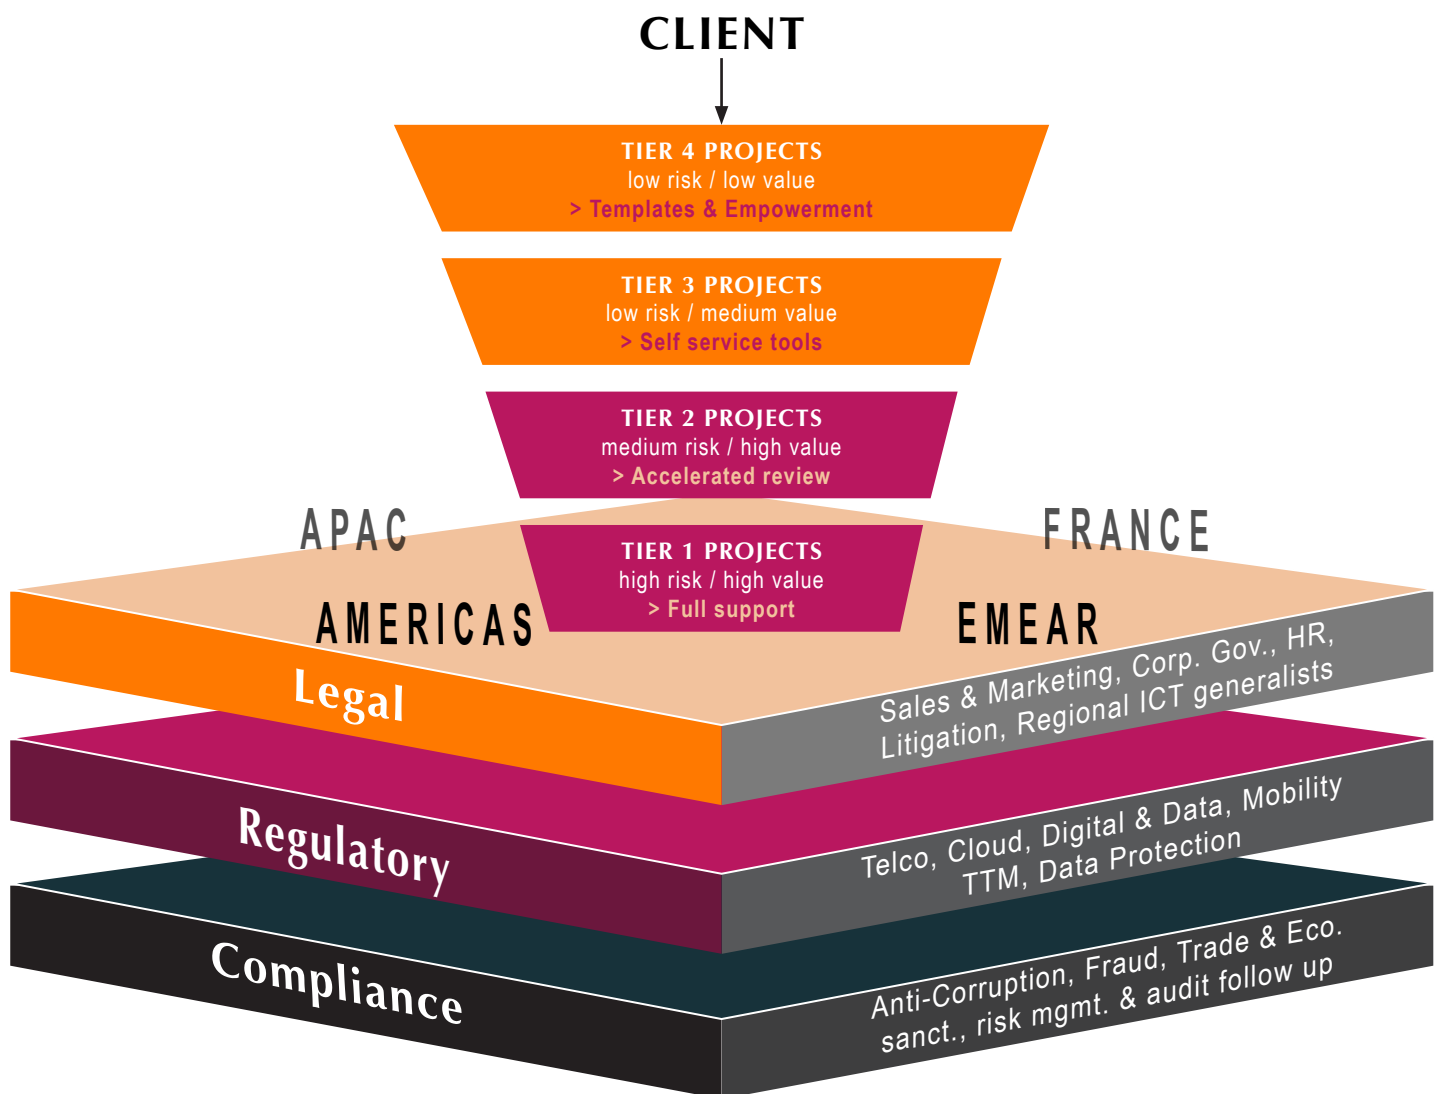 CLIENT
TIER 4 PROJECTS
low risk / low value
> Templates & Empowerment
TIER 3 PROJECTS
low risk / medium value
> Self service tools
TIER 2 PROJECTS
medium risk / high value
> Accelerated review
APAC
FRANCE
TIER 1 PROJECTS
high risk / high value
> Full support
AMERICAS
EMEAR
Legal
Sales & Marketing, Corp. Gov., HR,
Litigation, Regional ICT generalists
Regulatory
Telco, Cloud, Digital & Data, Mobility
TTM, Data Protection
Compliance
Anti-Corruption, Fraud, Trade & Eco.
sanct., risk mgmt. & audit follow up